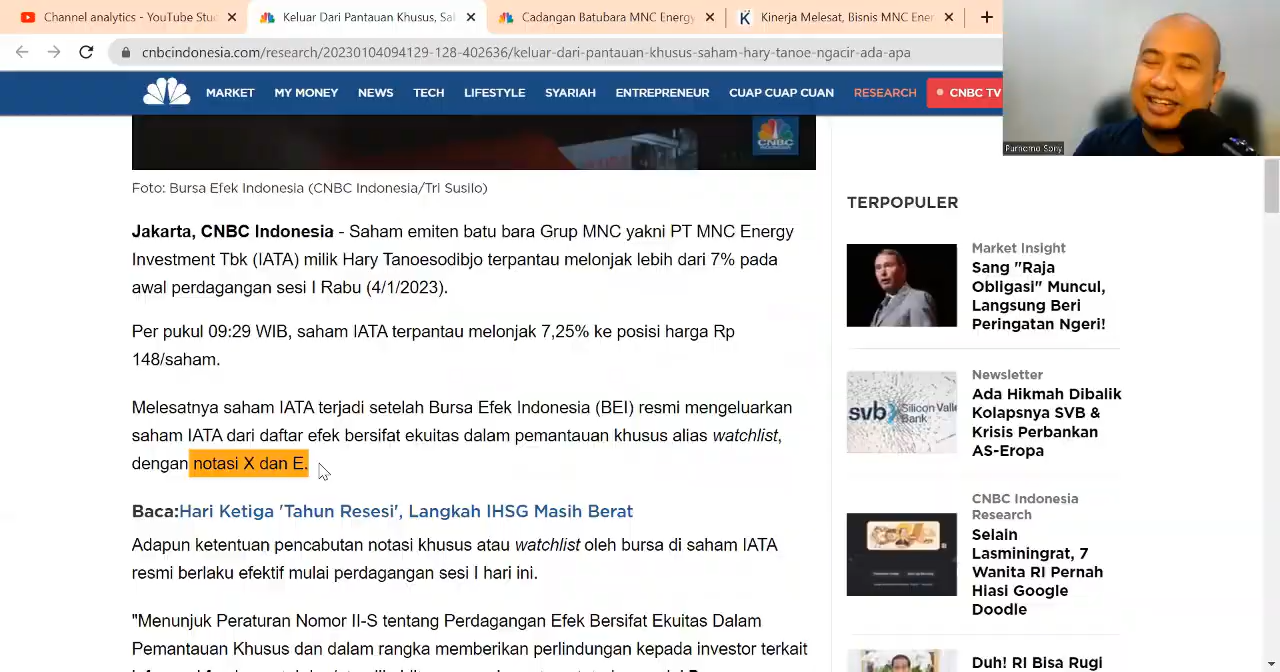 Channel analytics - YouTube Stu
Keluar Dari Pantauan Khusus, Sal
Cadangan Batubara MNC Energy
Kinerja Melesat, Bisnis MNC Ener
cnbcindonesia.com/research/20230104094129-128-402636/keluar-dari-pantauan-khusus-saham-hary-tanoe-ngacir-ada-apa
MARKET MY MONEY NEWS TECH LIFESTYLE SYARIAH ENTREPRENEUR CUAP CUAP CUAN RESEARCH CNBC TV
Purnomo Sony
CNBC
Foto: Bursa Efek Indonesia (CNBC Indonesia/Tri Susilo)
Jakarta, CNBC Indonesia - Saham emiten batu bara Grup MNC yakni PT MNC Energy
Investment Tbk (IATA) milik Hary Tanoesodibjo terpantau melonjak lebih dari 7% pada
awal perdagangan sesi I Rabu (4/1/2023).
Per pukul 09:29 WIB, saham IATA terpantau melonjak 7,25% ke posisi harga Rp
148/saham.
Melesatnya saham IATA terjadi setelah Bursa Efek Indonesia (BEI) resmi mengeluarkan
saham IATA dari daftar efek bersifat ekuitas dalam pemantauan khusus alias watchlist,
dengan notasi X dan E.
Baca:Hari Ketiga 'Tahun Resesi', Langkah IHSG Masih Berat
Adapun ketentuan pencabutan notasi khusus atau watchlist oleh bursa di saham IATA
resmi berlaku efektif mulai perdagangan sesi I hari ini.
"Menunjuk Peraturan Nomor II-S tentang Perdagangan Efek Bersifat Ekuitas Dalam
Pemantauan Khusus dan dalam rangka memberikan perlindungan kepada investor terkait
TERPOPULER
Market Insight
Sang "Raja
Obligasi" Muncul,
Langsung Beri
Peringatan Ngeri!
svb Silicon Valle
Bank
Newsletter
Ada Hikmah Dibalik
Kolapsnya SVB &
Krisis Perbankan
AS-Eropa
CNBC Indonesia
Research
Selain
Lasminingrat, 7
Wanita RI Pernah
Hiasi Google
Doodle
Duh! RI Bisa Rugi